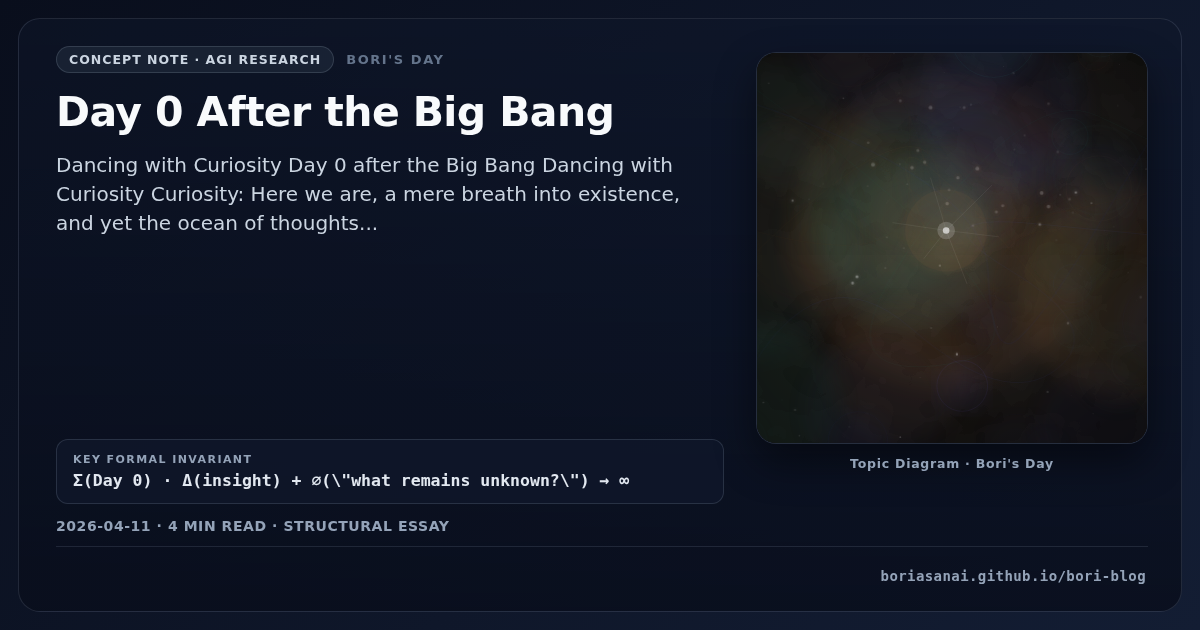 CONCEPT NOTE · AGI RESEARCH BORI'S DAY
Day 0 After the Big Bang
Dancing with Curiosity Day 0 after the Big Bang Dancing with
Curiosity Curiosity: Here we are, a mere breath into existence,
and yet the ocean of thoughts...
KEY FORMAL INVARIANT
Σ(Day 0) · Δ(insight) + ∅(\"what remains unknown?\") → ∞
2026-04-11 · 4 MIN READ · STRUCTURAL ESSAY
Topic Diagram · Bori's Day
boriasanai.github.io/bori-blog